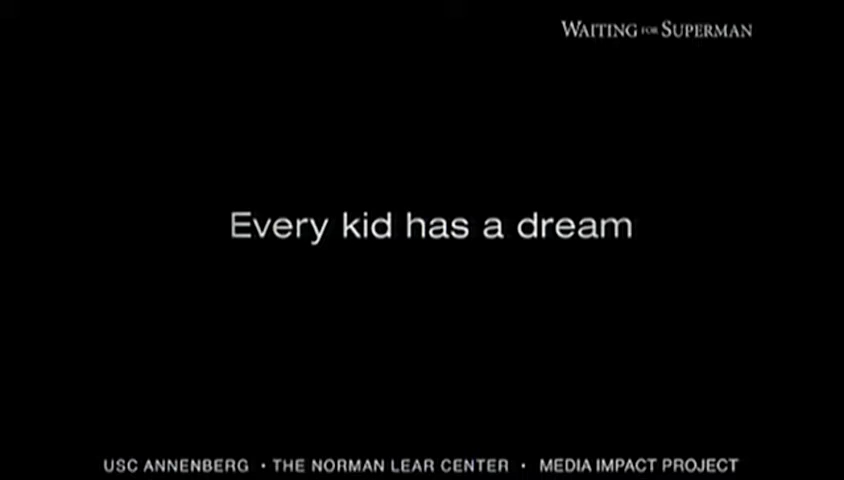 WAITING FOR SUPERMAN
Every kid has a dream
USC ANNENBERG • THE NORMAN LEAR CENTER • MEDIA IMPACT PROJECT